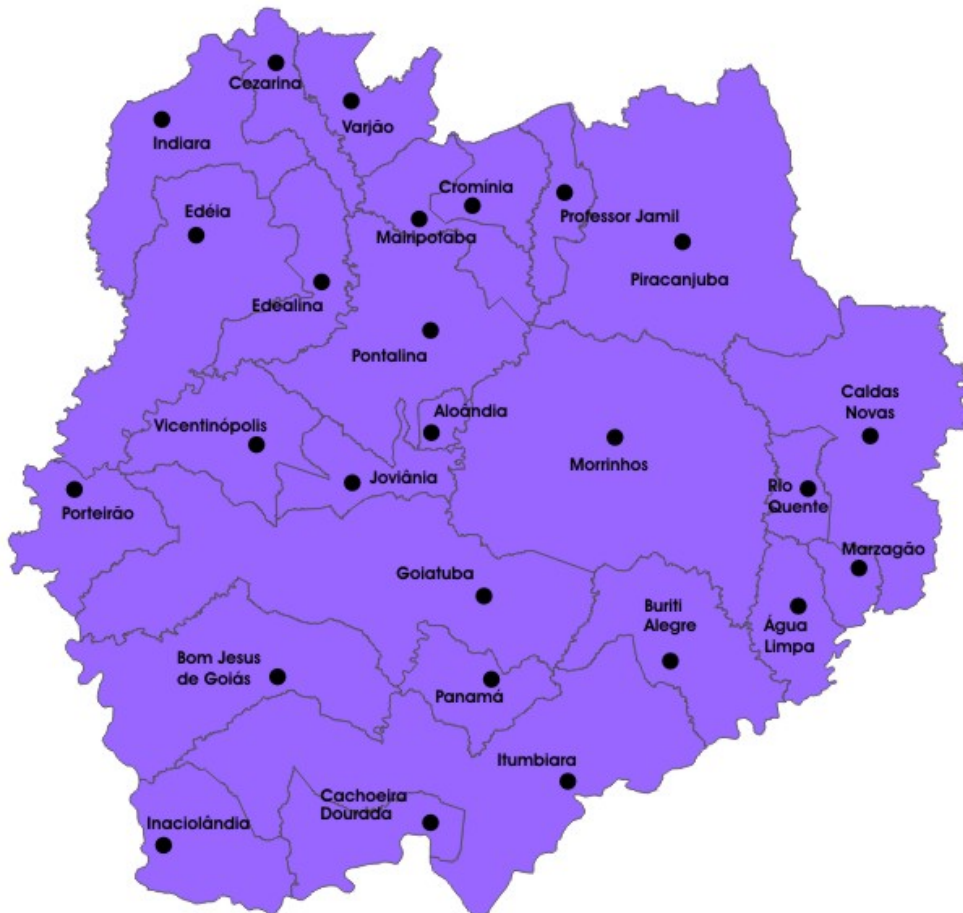 Cezarina
Varjão
Indiara
Cromínia
Edéia
Professor Jamil
Mairipotaba
Piracanjuba
Edealina
Pontalina
Caldas
Novas
Aloândia
Vicentinópolis
Morrinhos
Joviânia
Rio
Quente
Porteirão
Marzagão
Goiatuba
Buriti
Alegre
Água
Limpa
Bom Jesus
de Goiás
Panamá
Itumbiara
Cachoeira
Dourada
Inaciolândia